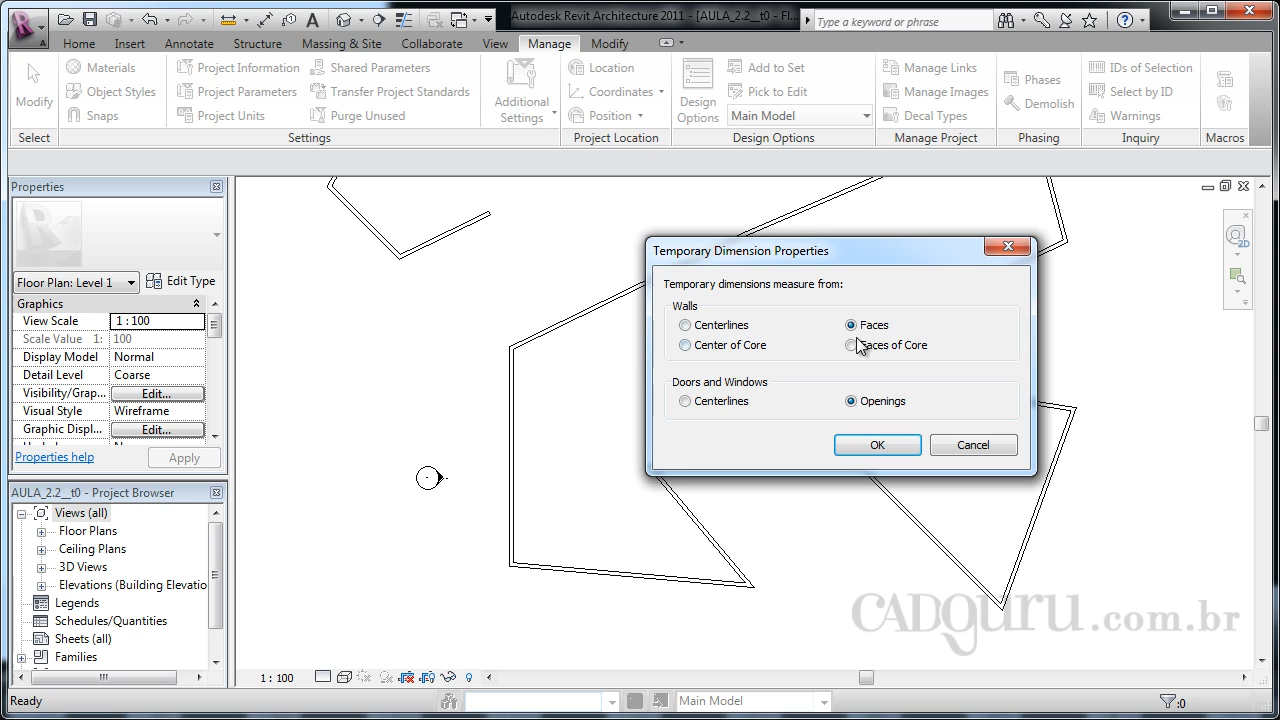 Autodesk Revit Architecture 2011 - [AULA_2.2__t0 - Fl...
Type a keyword or phrase
Home
Insert
Annotate
Structure
Massing & Site
Collaborate
View
Manage
Modify
Modify
Select
Materials
Object Styles
Snaps
Project Information
Project Parameters
Project Units
Shared Parameters
Transfer Project Standards
Purge Unused
Additional
Settings
Settings
Location
Coordinates
Position
Project Location
Design
Options
Add to Set
Pick to Edit
Main Model
Design Options
Manage Links
Manage Images
Decal Types
Manage Project
Phases
Demolish
Phasing
IDs of Selection
Select by ID
Warnings
Inquiry
Macros
Properties
Floor Plan: Level 1
Edit Type
Graphics
View Scale
1 : 100
Scale Value 1:
100
Display Model
Normal
Detail Level
Coarse
Visibility/Grap...
Edit...
Visual Style
Wireframe
Graphic Displ...
Edit...
Properties help
Apply
AULA_2.2__t0 - Project Browser
Views (all)
Floor Plans
Ceiling Plans
3D Views
Elevations (Building Elevatio
Legends
Schedules/Quantities
Sheets (all)
Families
Temporary Dimension Properties
Temporary dimensions measure from:
Walls
Centerlines
Faces
Center of Core
Faces of Core
Doors and Windows
Centerlines
Openings
OK
Cancel
2D
CADguru.com.br
1 : 100
Ready
Main Model
:0